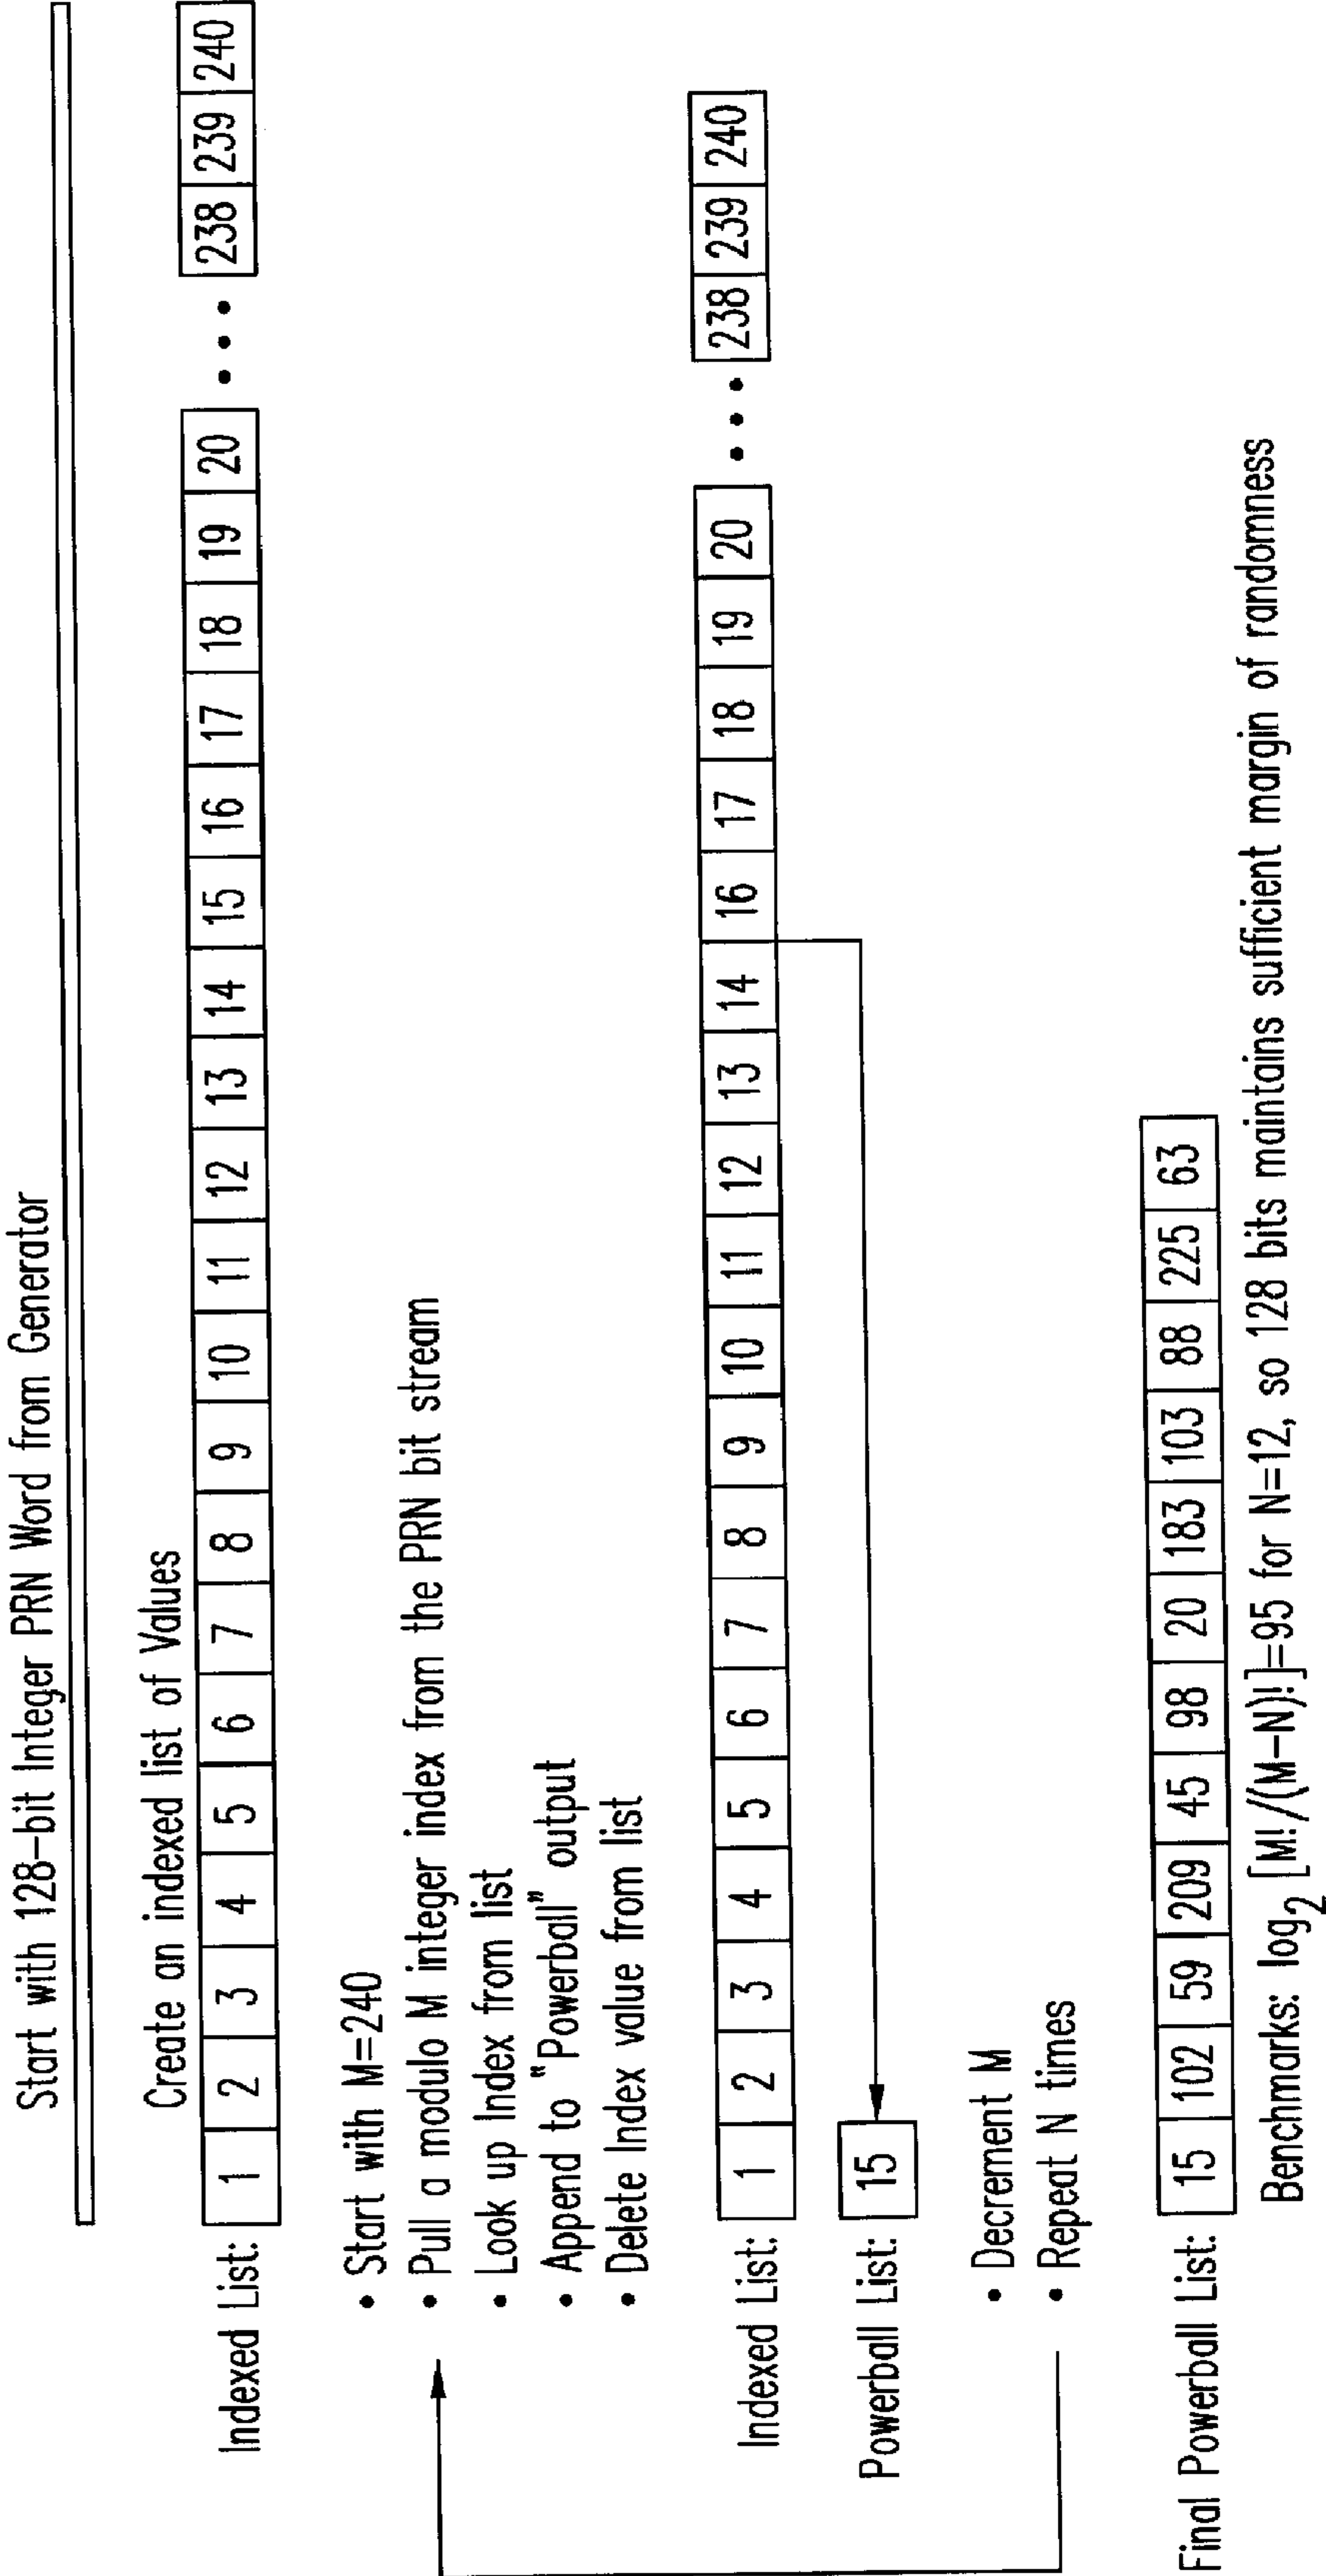 Start with 128-bit Integer PRN Word from Generator
Create an indexed list of Values
Indexed List: 1 2 3 4 5 6 7 8 9 10 11 12 13 14 15 16 17 18 19 20 • • • 238 239 240
• Start with M=240
• Pull a modulo M integer index from the PRN bit stream
• Look up Index from list
• Append to "Powerball" output
• Delete Index value from list
Indexed List: 1 2 3 4 5 6 7 8 9 10 11 12 13 14 16 17 18 19 20 • • • 238 239 240
Powerball List: 15
• Decrement M
• Repeat N times
Final Powerball List: 15 102 59 209 45 98 20 183 103 88 225 63
Benchmarks: log2 [M!/(M-N)!]=95 for N=12, so 128 bits maintains sufficient margin of randomness